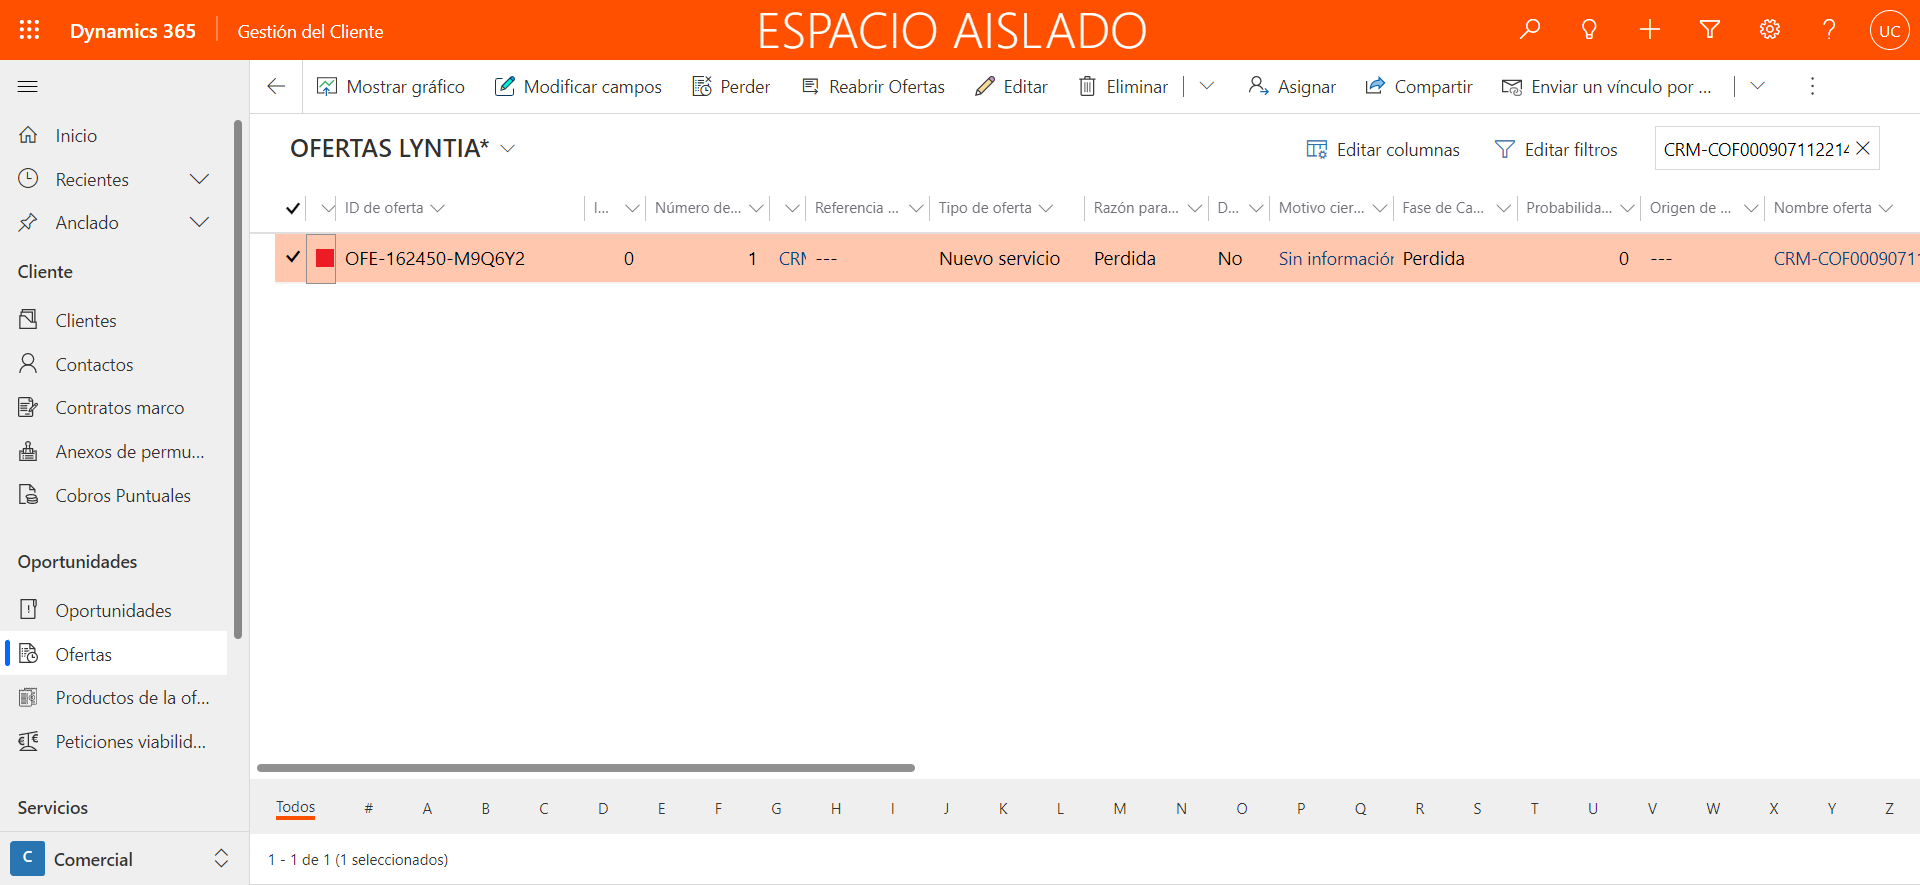 Dynamics 365
Gestión del Cliente
ESPACIO AISLADO
UC
Mostrar gráfico
Modificar campos
Perder
Reabrir Ofertas
Editar
Eliminar
Asignar
Compartir
Enviar un vínculo por ...
Inicio
Recientes
Anclado
Cliente
Clientes
Contactos
Contratos marco
Anexos de permu...
Cobros Puntuales
Oportunidades
Oportunidades
Ofertas
Productos de la of...
Peticiones viabilid...
Servicios
C
Comercial
OFERTAS LYNTIA*
Editar columnas
Editar filtros
CRM-COF000907112214
ID de oferta
I...
Número de...
Referencia ...
Tipo de oferta
Razón para...
D...
Motivo cier...
Fase de Ca...
Probabilida...
Origen de ...
Nombre oferta
OFE-162450-M9Q6Y2
0
1
CRM
---
Nuevo servicio
Perdida
No
Sin información
Perdida
0
---
CRM-COF00090711
Todos # A B C D E F G H I J K L M N O P Q R S T U V W X Y Z
1 - 1 de 1 (1 seleccionados)